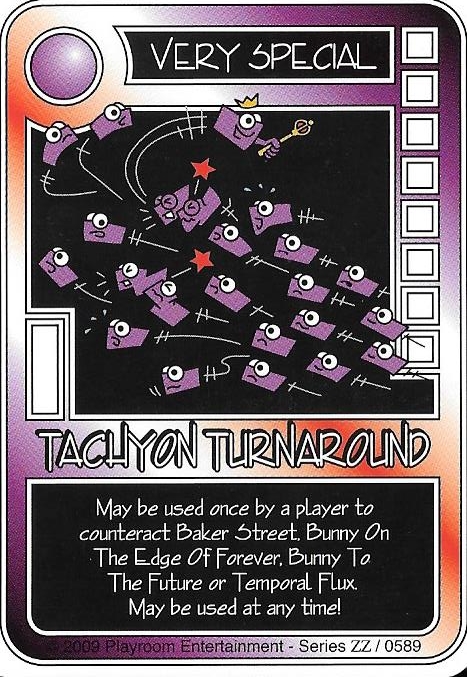 VERY SPECIAL
TACHYON TURNAROUND
May be used once by a player to
counteract Baker Street, Bunny On
The Edge Of Forever, Bunny To
The Future or Temporal Flux.
May be used at any time!
© 2009 Playroom Entertainment - Series ZZ / 0589